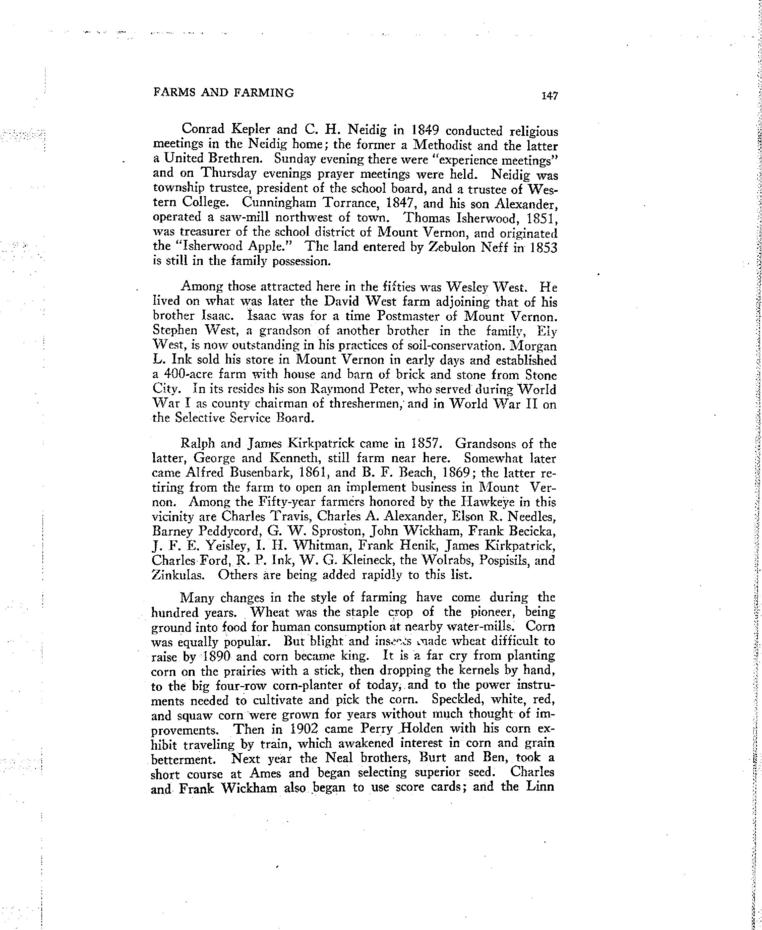 FARMS AND FARMING 147
Conrad Kepler and C. H. Neidig in 1849 conducted religious
meetings in the Neidig home; the former a Methodist and the latter
a United Brethren. Sunday evening there were "experience meetings"
and on Thursday evenings prayer meetings were held. Neidig was
township trustee, president of the school board, and a trustee of Wes-
tern College. Cunningham Torrance, 1847, and his son Alexander,
operated a saw-mill northwest of town. Thomas Isherwood, 1851,
was treasurer of the school district of Mount Vernon, and originated
the "Isherwood Apple." The land entered by Zebulon Neff in 1853
is still in the family possession.
Among those attracted here in the fifties was Wesley West. He
lived on what was later the David West farm adjoining that of his
brother Isaac. Isaac was for a time Postmaster of Mount Vernon.
Stephen West, a grandson of another brother in the family, Ely
West, is now outstanding in his practices of soil-conservation. Morgan
L. Ink sold his store in Mount Vernon in early days and established
a 400-acre farm with house and barn of brick and stone from Stone
City. In its resides his son Raymond Peter, who served during World
War I as county chairman of threshermen, and in World War II on
the Selective Service Board.
Ralph and James Kirkpatrick came in 1857. Grandsons of the
latter, George and Kenneth, still farm near here. Somewhat later
came Alfred Busenbark, 1861, and B. F. Beach, 1869; the latter re-
tiring from the farm to open an implement business in Mount Ver-
non. Among the Fifty-year farmers honored by the Hawkeye in this
vicinity are Charles Travis, Charles A. Alexander, Elson R. Needles,
Barney Peddycord, G. W. Sproston, John Wickham, Frank Becicka,
J. F. E. Yeisley, I. H. Whitman, Frank Henik, James Kirkpatrick,
Charles Ford, R. P. Ink, W. G. Kleineck, the Wolrabs, Pospisils, and
Zinkulas. Others are being added rapidly to this list.
Many changes in the style of farming have come during the
hundred years. Wheat was the staple crop of the pioneer, being
ground into food for human consumption at nearby water-mills. Corn
was equally popular. But blight and insects made wheat difficult to
raise by 1890 and corn became king. It is a far cry from planting
corn on the prairies with a stick, then dropping the kernels by hand,
to the big four-row corn-planter of today, and to the power instru-
ments needed to cultivate and pick the corn. Speckled, white, red,
and squaw corn were grown for years without much thought of im-
provements. Then in 1902 came Perry Holden with his corn ex-
hibit traveling by train, which awakened interest in corn and grain
betterment. Next year the Neal brothers, Burt and Ben, took a
short course at Ames and began selecting superior seed. Charles
and Frank Wickham also began to use score cards; and the Linn